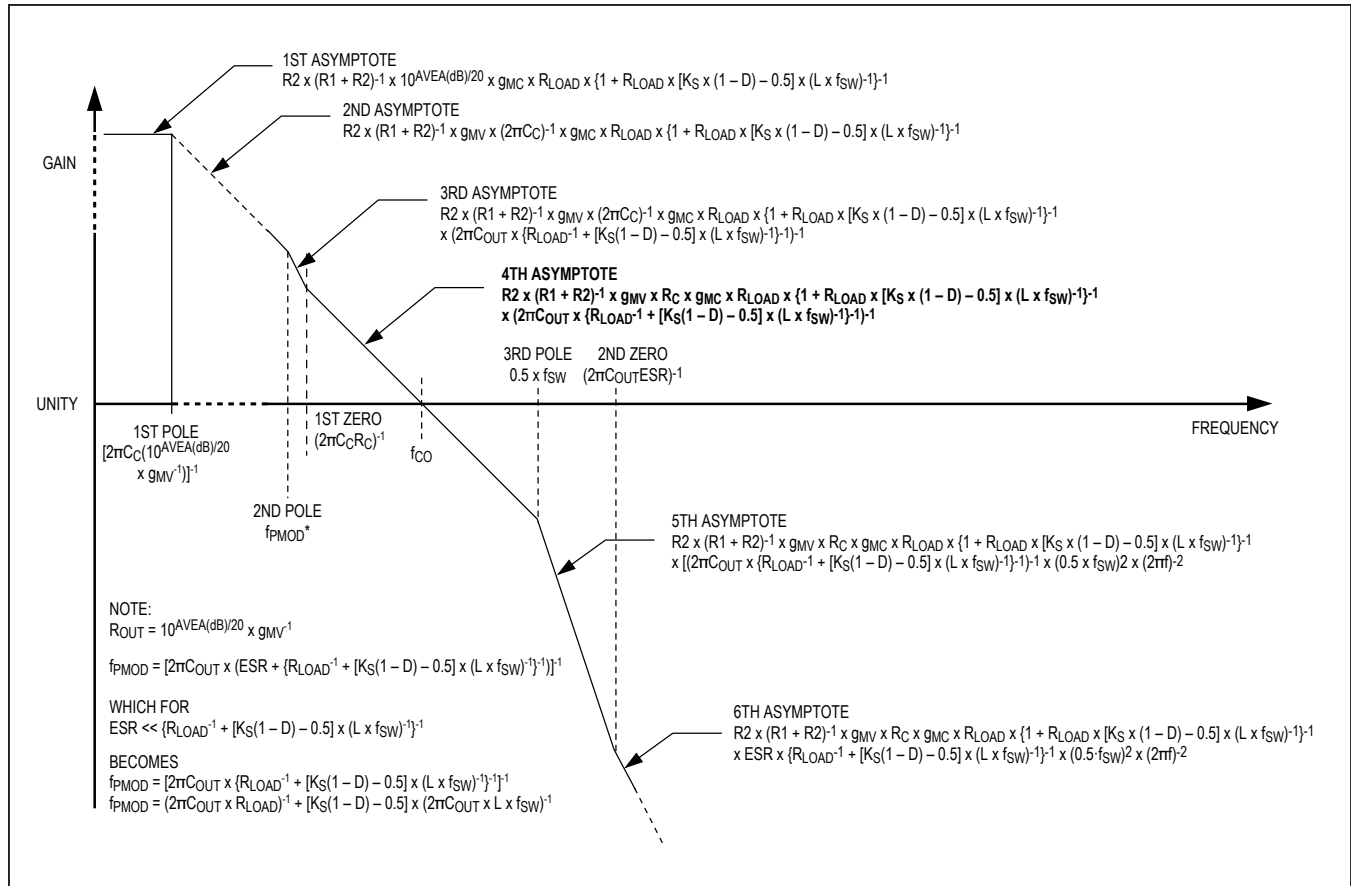 1ST ASYMPTOTE
R2 x (R1 + R2)⁻¹ x 10^AVEA(dB)/20 x gMC x RLOAD x {1 + RLOAD x [KS x (1 – D) – 0.5] x (L x fSW)⁻¹}⁻¹
2ND ASYMPTOTE
R2 x (R1 + R2)⁻¹ x gMV x (2πCC)⁻¹ x gMC x RLOAD x {1 + RLOAD x [KS x (1 – D) – 0.5] x (L x fSW)⁻¹}⁻¹
GAIN
3RD ASYMPTOTE
R2 x (R1 + R2)⁻¹ x gMV x (2πCC)⁻¹ x gMC x RLOAD x {1 + RLOAD x [KS x (1 – D) – 0.5] x (L x fSW)⁻¹}⁻¹
x (2πCOUT x {RLOAD⁻¹ + [KS(1 – D) – 0.5] x (L x fSW)⁻¹}⁻¹)⁻¹
4TH ASYMPTOTE
R2 x (R1 + R2)⁻¹ x gMV x RC x gMC x RLOAD x {1 + RLOAD x [KS x (1 – D) – 0.5] x (L x fSW)⁻¹}⁻¹
x (2πCOUT x {RLOAD⁻¹ + [KS(1 – D) – 0.5] x (L x fSW)⁻¹}⁻¹)⁻¹
3RD POLE
0.5 x fSW
2ND ZERO
(2πCOUTESR)⁻¹
UNITY
FREQUENCY
1ST POLE
[2πCC(10^AVEA(dB)/20
x gMV⁻¹)]⁻¹
1ST ZERO
(2πCCRC)⁻¹
fCO
2ND POLE
fPMOD*
5TH ASYMPTOTE
R2 x (R1 + R2)⁻¹ x gMV x RC x gMC x RLOAD x {1 + RLOAD x [KS x (1 – D) – 0.5] x (L x fSW)⁻¹}⁻¹
x [(2πCOUT x {RLOAD⁻¹ + [KS(1 – D) – 0.5] x (L x fSW)⁻¹}⁻¹)⁻¹ x (0.5 x fSW)² x (2πf)⁻²
NOTE:
ROUT = 10^AVEA(dB)/20 x gMV⁻¹
fPMOD = [2πCOUT x (ESR + {RLOAD⁻¹ + [KS(1 – D) – 0.5] x (L x fSW)⁻¹}⁻¹)]⁻¹
WHICH FOR
ESR << {RLOAD⁻¹ + [KS(1 – D) – 0.5] x (L x fSW)⁻¹}⁻¹
BECOMES
fPMOD = [2πCOUT x {RLOAD⁻¹ + [KS(1 – D) – 0.5] x (L x fSW)⁻¹}⁻¹]⁻¹
fPMOD = (2πCOUT x RLOAD)⁻¹ + [KS(1 – D) – 0.5] x (2πCOUT x L x fSW)⁻¹
6TH ASYMPTOTE
R2 x (R1 + R2)⁻¹ x gMV x RC x gMC x RLOAD x {1 + RLOAD x [KS x (1 – D) – 0.5] x (L x fSW)⁻¹}⁻¹
x ESR x {RLOAD⁻¹ + [KS(1 – D) – 0.5] x (L x fSW)⁻¹}⁻¹ x (0.5·fSW)² x (2πf)⁻²